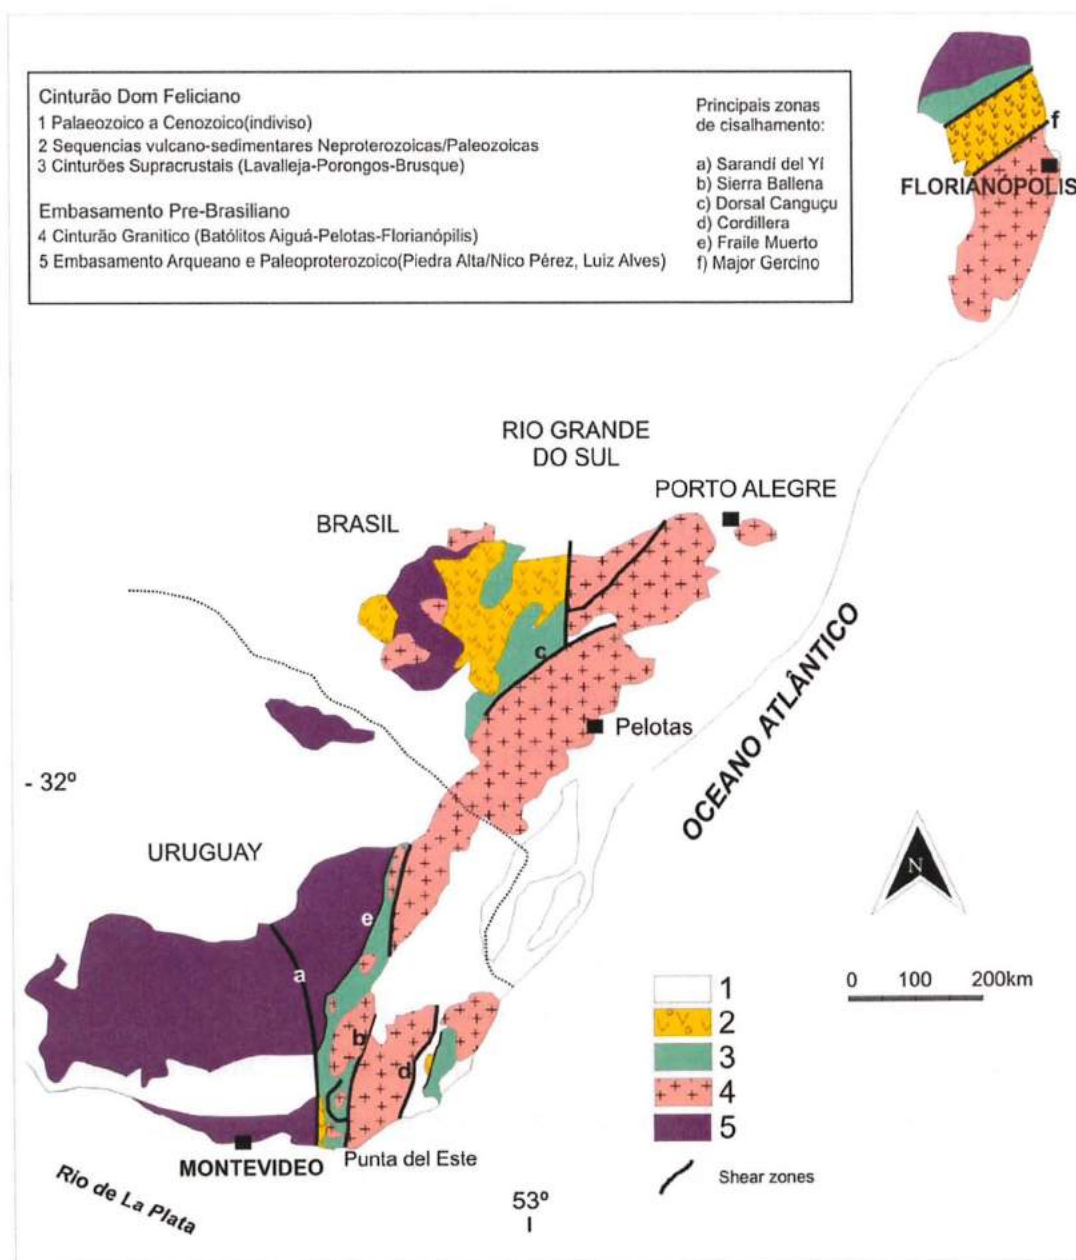 Cinturão Dom Feliciano
1 Palaeozoico a Cenozoico(indiviso)
2 Sequencias vulcano-sedimentares Neproterozoicas/Paleozoicas
3 Cinturões Supracrustais (Lavalleja-Porongos-Brusque)
Embasamento Pre-Brasiliano
4 Cinturão Granitico (Batólitos Aiguá-Pelotas-Florianópilis)
5 Embasamento Arqueano e Paleoproterozoico(Piedra Alta/Nico Pérez, Luiz Alves)
Principais zonas
de cisalhamento:
a) Sarandí del Yí
b) Sierra Ballena
c) Dorsal Canguçu
d) Cordillera
e) Fraile Muerto
f) Major Gercino
f
FLORIANÓPOLIS
RIO GRANDE
DO SUL
PORTO ALEGRE
BRASIL
c
Pelotas
OCEANO ATLÂNTICO
- 32º
URUGUAY
N
e
a
b
d
0 100 200km
1
2
3
4
5
Shear zones
MONTEVIDEO
Punta del Este
Rio de La Plata
53º